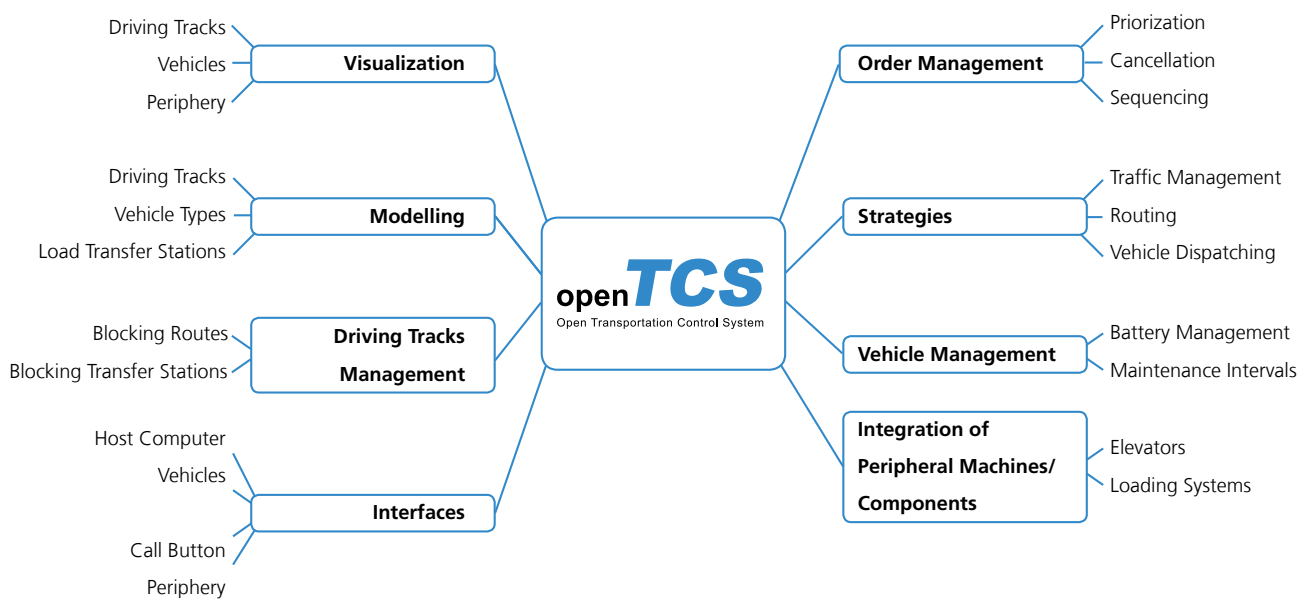 Driving Tracks
Vehicles
Periphery
Visualization
Driving Tracks
Vehicle Types
Load Transfer Stations
Modelling
Blocking Routes
Blocking Transfer Stations
Driving Tracks
Management
Host Computer
Vehicles
Call Button
Periphery
Interfaces
openTCS
Open Transportation Control System
Order Management
Priorization
Cancellation
Sequencing
Strategies
Traffic Management
Routing
Vehicle Dispatching
Vehicle Management
Battery Management
Maintenance Intervals
Integration of
Peripheral Machines/
Components
Elevators
Loading Systems